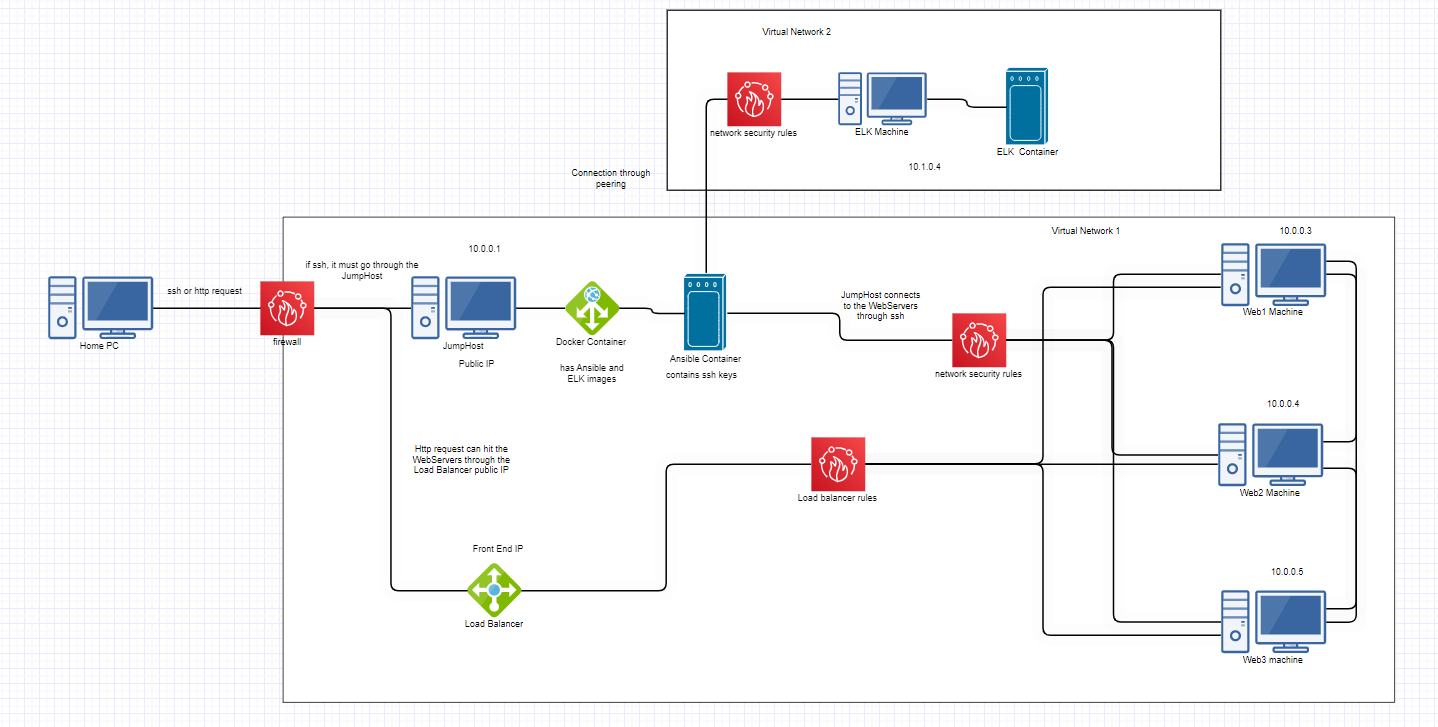 Virtual Network 2
network security rules
ELK Machine
ELK  Container
10.1.0.4
Connection through
peering
Virtual Network 1
10.0.0.3
10.0.0.1
if ssh, it must go through the
JumpHost
ssh or http request
Home PC
firewall
JumpHost
Public IP
Docker Container
has Ansible and
ELK images
Ansible Container
contains ssh keys
JumpHost connects
to the WebServers
through ssh
network security rules
Web1 Machine
10.0.0.4
Web2 Machine
Http request can hit the
WebServers through the
Load Balancer public IP
Load balancer rules
Front End IP
Load Balancer
10.0.0.5
Web3 machine